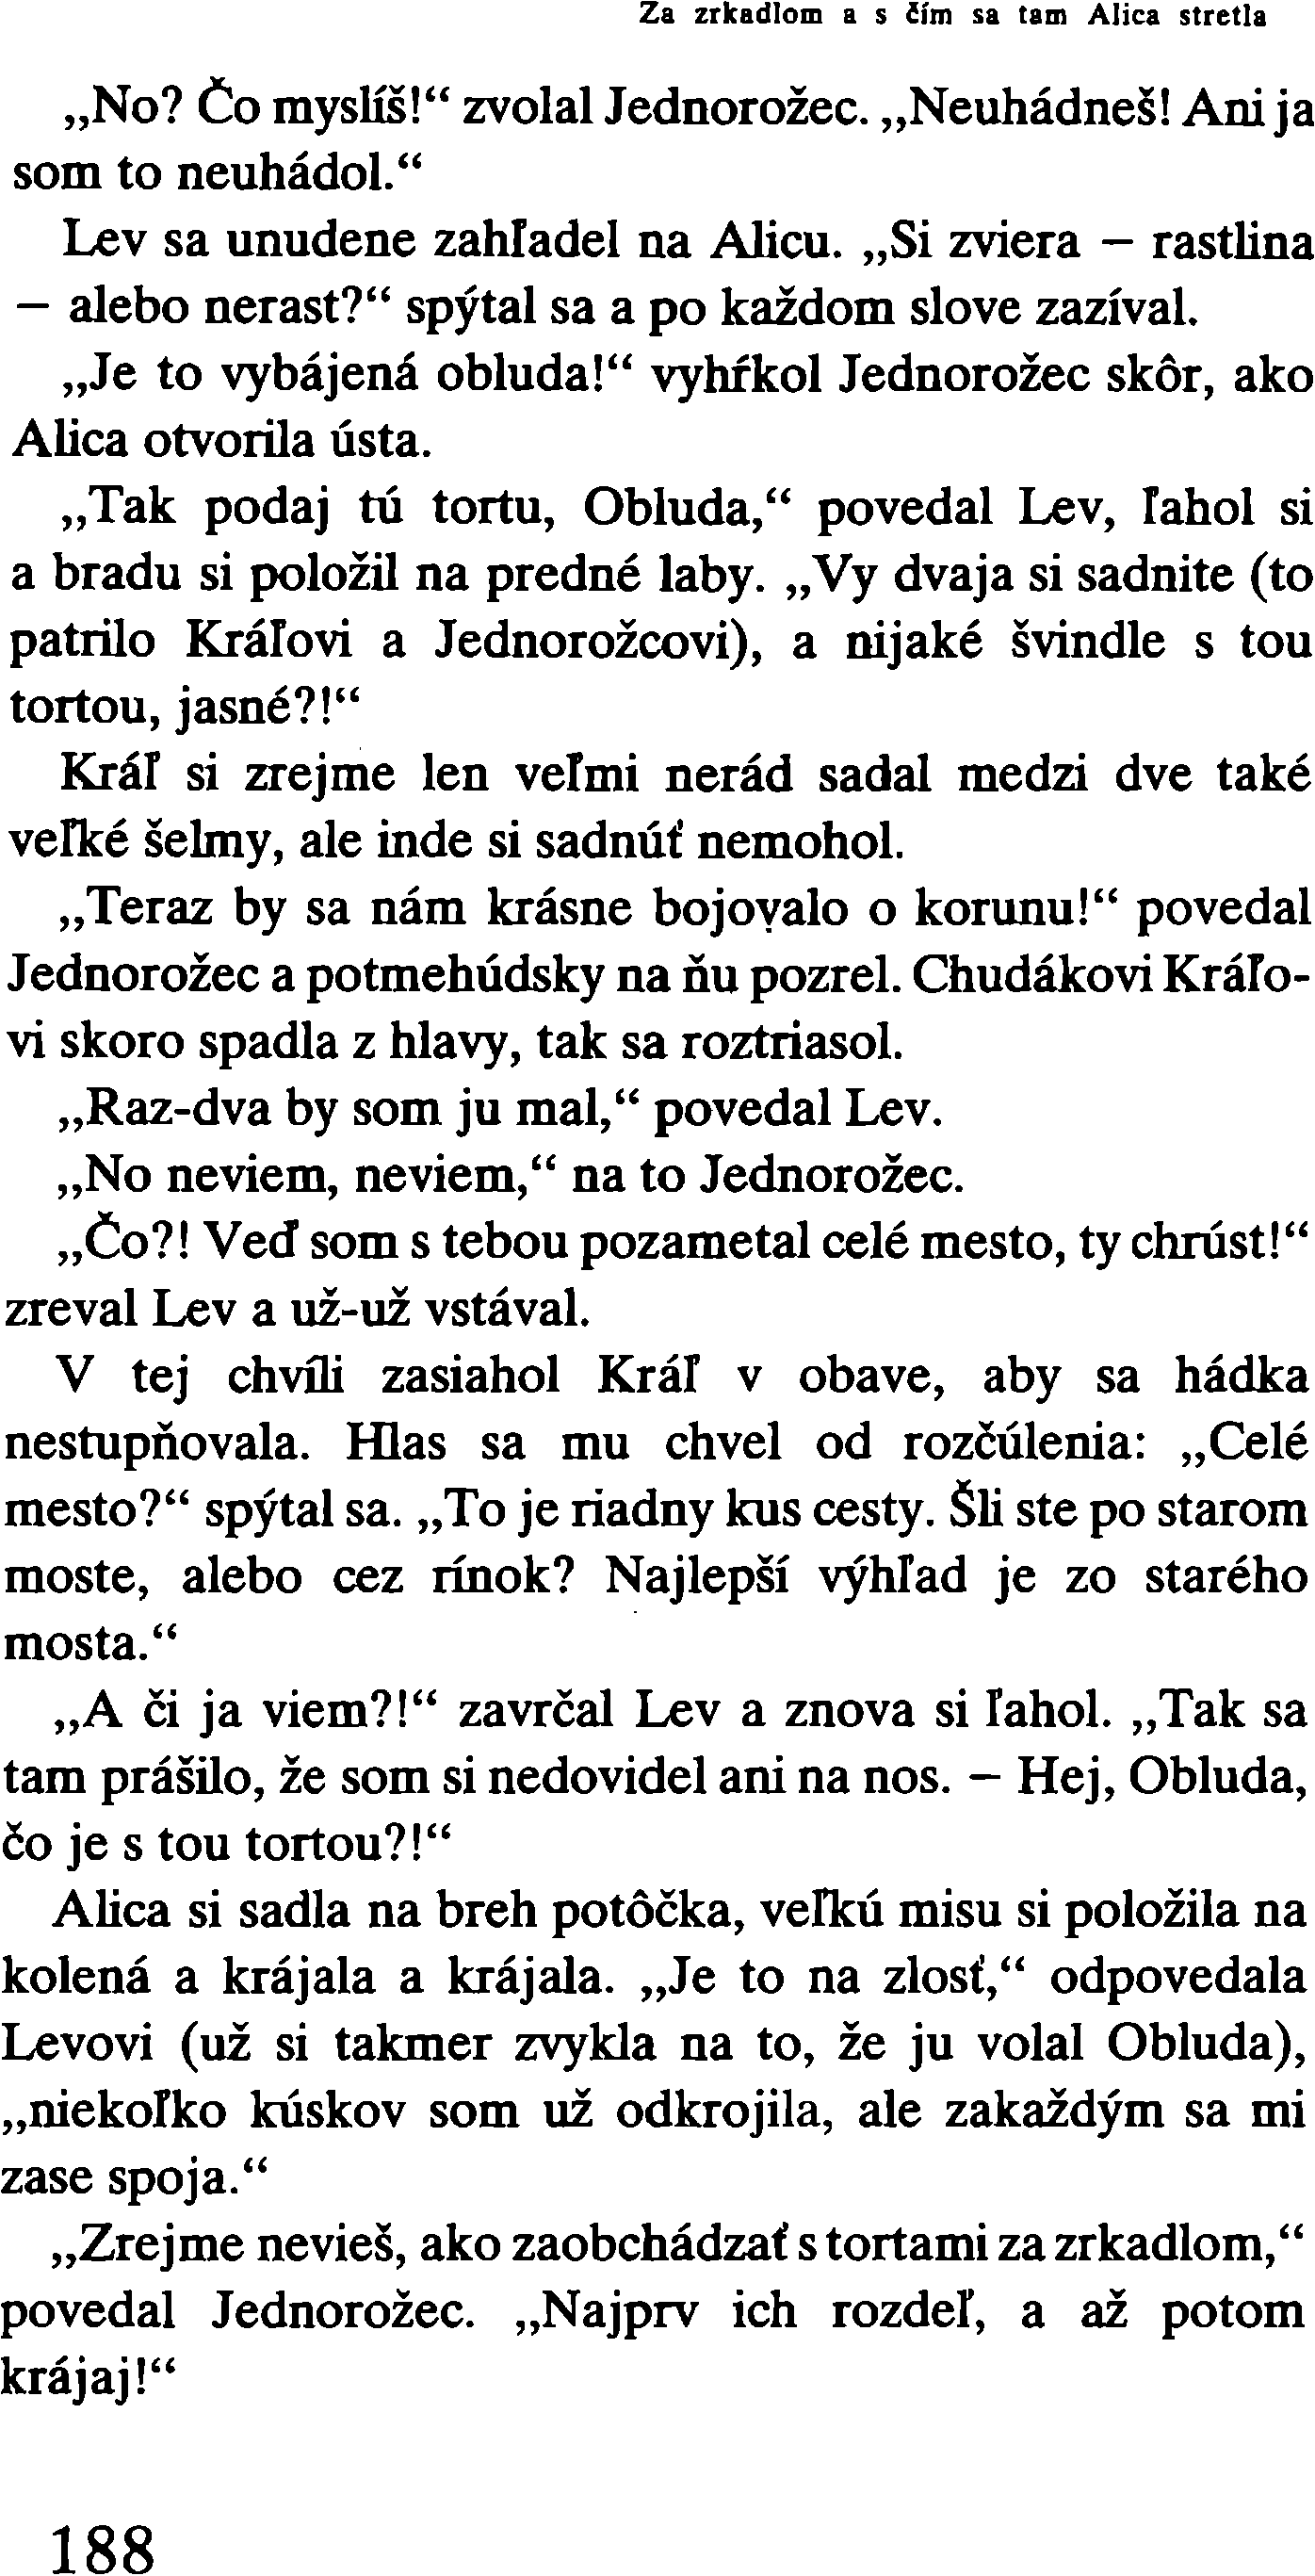 Za zrkadlom a s čím sa tam Alica stretla
„No? Čo myslíš!“ zvolal Jednorožec. „Neuhádneš! Ani ja
som to neuhádol.“
Lev sa unudene zahľadel na Alicu. „Si zviera — rastlina
— alebo nerast?“ spýtal sa a po každom slove zazíval.
„Je to vybájená obluda!“ vyhŕkol Jednorožec skôr, ako
Alica otvorila ústa.
„Tak podaj tú tortu, Obluda,“ povedal Lev, ľahol si
a bradu si položil na predné laby. „Vy dvaja si sadnite (to
patrilo Kráľovi a Jednorožcovi), a nijaké švindle s tou
tortou, jasné?!“
Kráľ si zrejme len veľmi nerád sadal medzi dve také
veľké šelmy, ale inde si sadnúť nemohol.
„Teraz by sa nám krásne bojovalo o korunu!“ povedal
Jednorožec a potmehúdsky na ňu pozrel. Chudákovi Kráľo-
vi skoro spadla z hlavy, tak sa roztriasol.
„Raz-dva by som ju mal,“ povedal Lev.
„No neviem, neviem,“ na to Jednorožec.
„Čo?! Veď som s tebou pozametal celé mesto, ty chrúst!“
zreval Lev a už-už vstával.
V tej chvíli zasiahol Kráľ v obave, aby sa hádka
nestupňovala. Hlas sa mu chvel od rozčúlenia: „Celé
mesto?“ spýtal sa. „To je riadny kus cesty. Šli ste po starom
moste, alebo cez rínok? Najlepší výhľad je zo starého
mosta.“
„A či ja viem?!“ zavrčal Lev a znova si ľahol. „Tak sa
tam prášilo, že som si nedovidel ani na nos. — Hej, Obluda,
čo je s tou tortou?!“
Alica si sadla na breh potôčka, veľkú misu si položila na
kolená a krájala a krájala. „Je to na zlosť,“ odpovedala
Levovi (už si takmer zvykla na to, že ju volal Obluda),
„niekoľko kúskov som už odkrojila, ale zakaždým sa mi
zase spoja.“
„Zrejme nevieš, ako zaobchádzať s tortami za zrkadlom,“
povedal Jednorožec. „Najprv ich rozdeľ, a až potom
krájaj!“
188